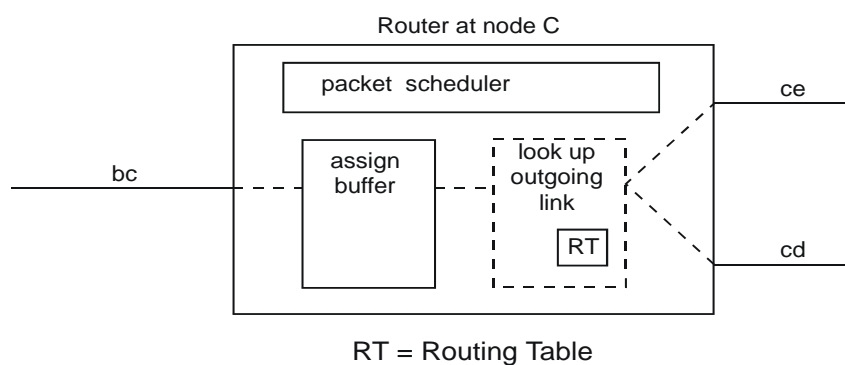 Router at node C
packet scheduler
ce
bc
assign
buffer
look up
outgoing
link
RT
cd
RT = Routing Table